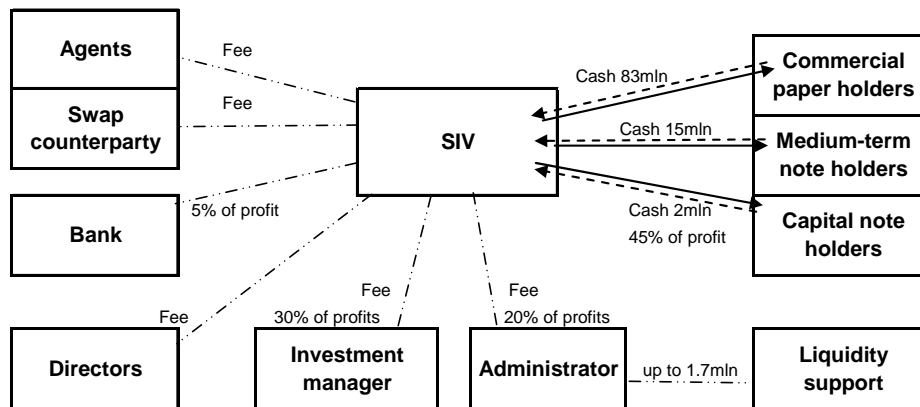 Agents
Fee
Swap
counterparty
Fee
SIV
Cash 83mln
Commercial
paper holders
Cash 15mln
Medium-term
note holders
Bank
5% of profit
Cash 2mln
45% of profit
Capital note
holders
Directors
Fee
Fee
30% of profits
Investment
manager
Fee
20% of profits
Administrator
up to 1.7mln
Liquidity
support